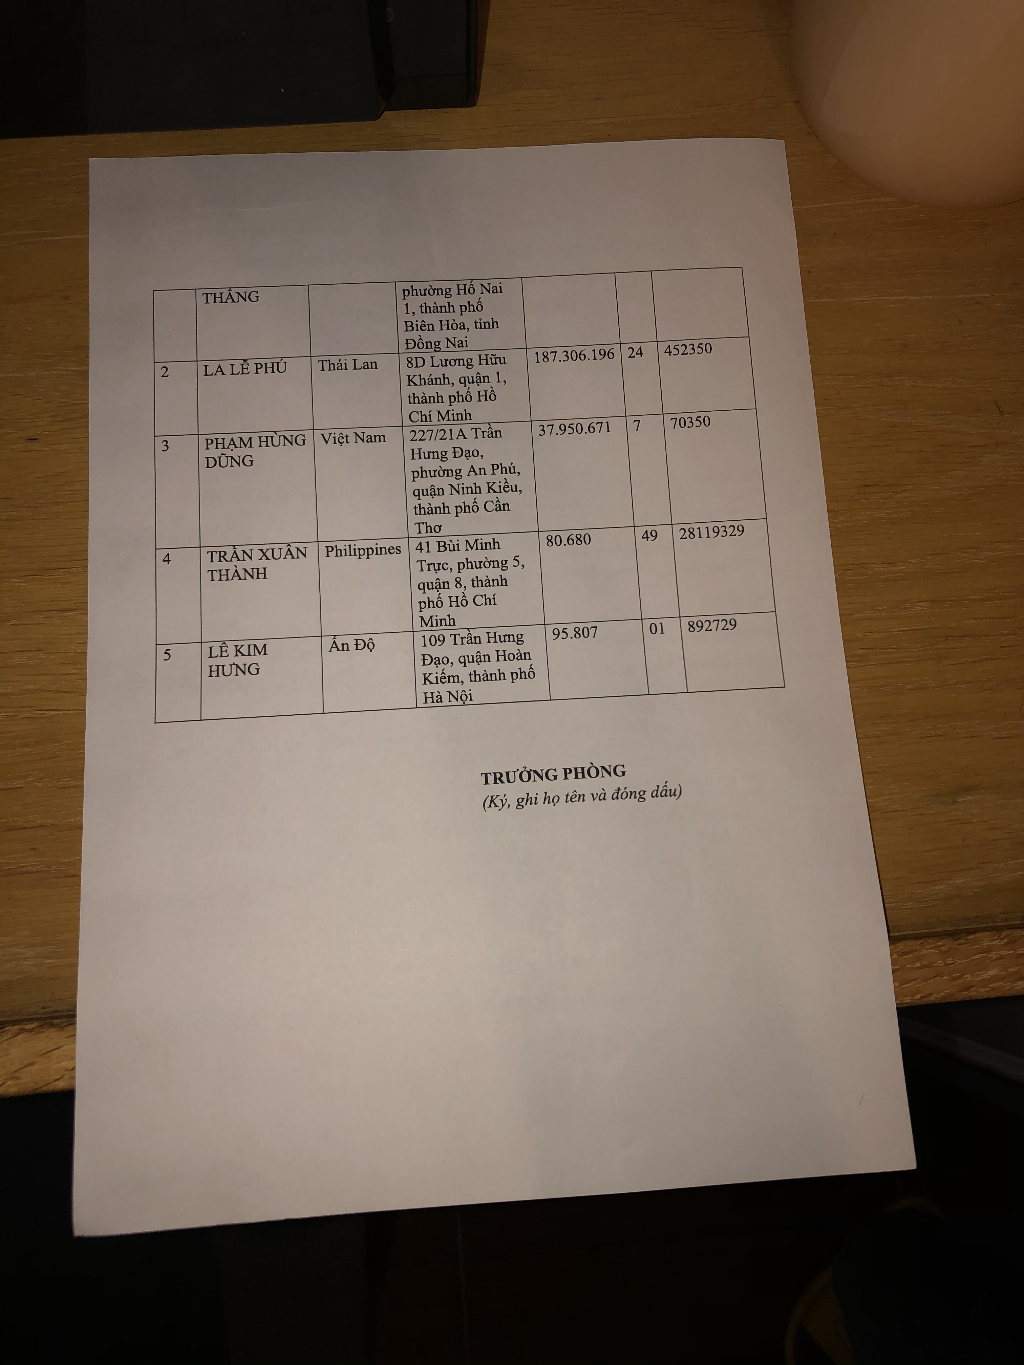 THẮNG
phường Hố Nai
1, thành phố
Biên Hòa, tỉnh
Đồng Nai
2 LA LỄ PHÚ Thái Lan 8D Lương Hữu 187.306.196 24 452350
Khánh, quận 1,
thành phố Hồ
Chí Minh
3 PHẠM HÙNG Việt Nam 227/21A Trần 37.950.671 7 70350
DŨNG Hưng Đạo,
phường An Phú,
quận Ninh Kiều,
thành phố Cần
Thơ
4 TRẦN XUÂN Philippines 41 Bùi Minh 80.680 49 28119329
THÀNH Trực, phường 5,
quận 8, thành
phố Hồ Chí
Minh
5 LÊ KIM Ấn Độ 109 Trần Hưng 95.807 01 892729
HƯNG Đạo, quận Hoàn
Kiếm, thành phố
Hà Nội
TRƯỞNG PHÒNG
(Ký, ghi họ tên và đóng dấu)